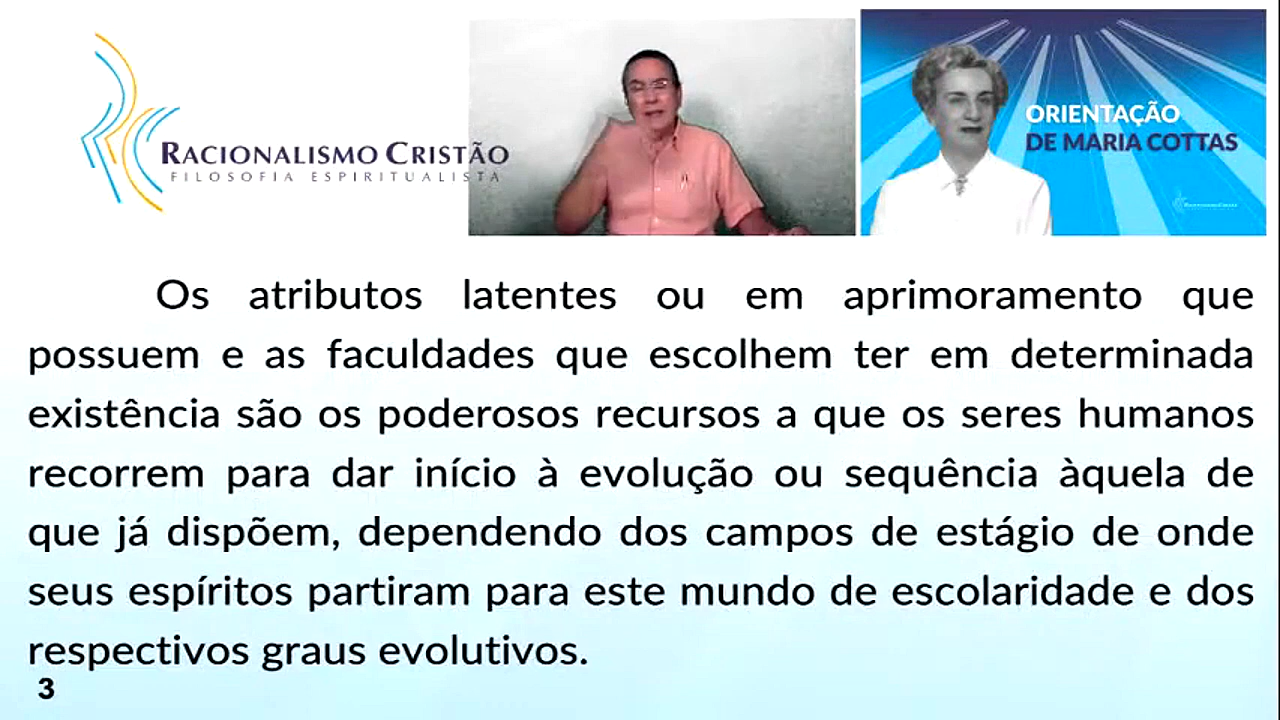 RACIONALISMO CRISTÃO
FILOSOFIA ESPIRITUALISTA
ORIENTAÇÃO
DE MARIA COTTAS
Os atributos latentes ou em aprimoramento que
possuem e as faculdades que escolhem ter em determinada
existência são os poderosos recursos a que os seres humanos
recorrem para dar início à evolução ou sequência àquela de
que já dispõem, dependendo dos campos de estágio de onde
seus espíritos partiram para este mundo de escolaridade e dos
respectivos graus evolutivos.
3